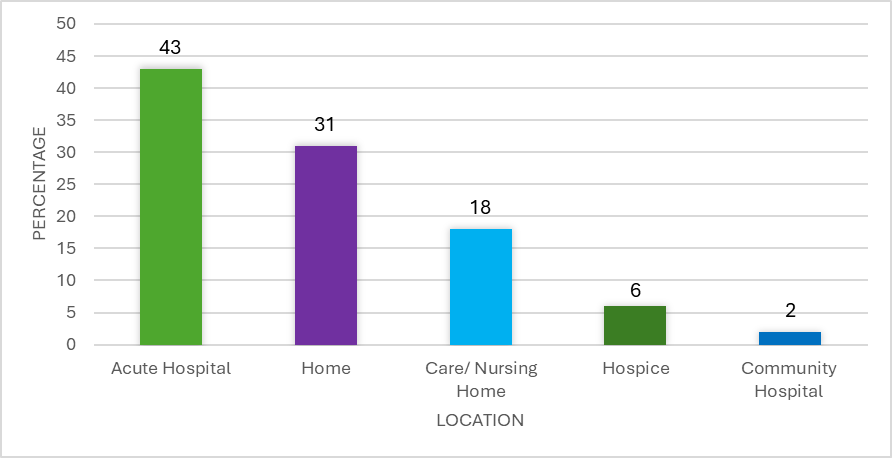 50
45
40
35
30
25
20
15
10
5
0
PERCENTAGE
43
31
18
6
2
Acute Hospital
Home
Care/ Nursing
Home
Hospice
Community
Hospital
LOCATION